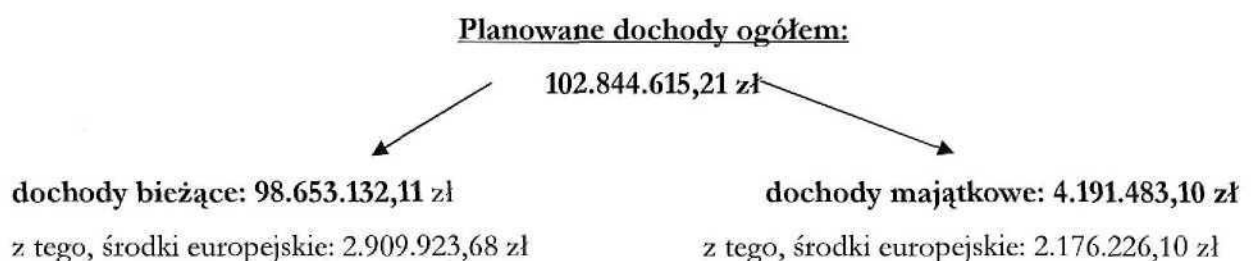 Planowane dochody ogółem:
102.844.615,21 zł
dochody bieżące: 98.653.132,11 zł
dochody majątkowe: 4.191.483,10 zł
z tego, środki europejskie: 2.909.923,68 zł
z tego, środki europejskie: 2.176.226,10 zł